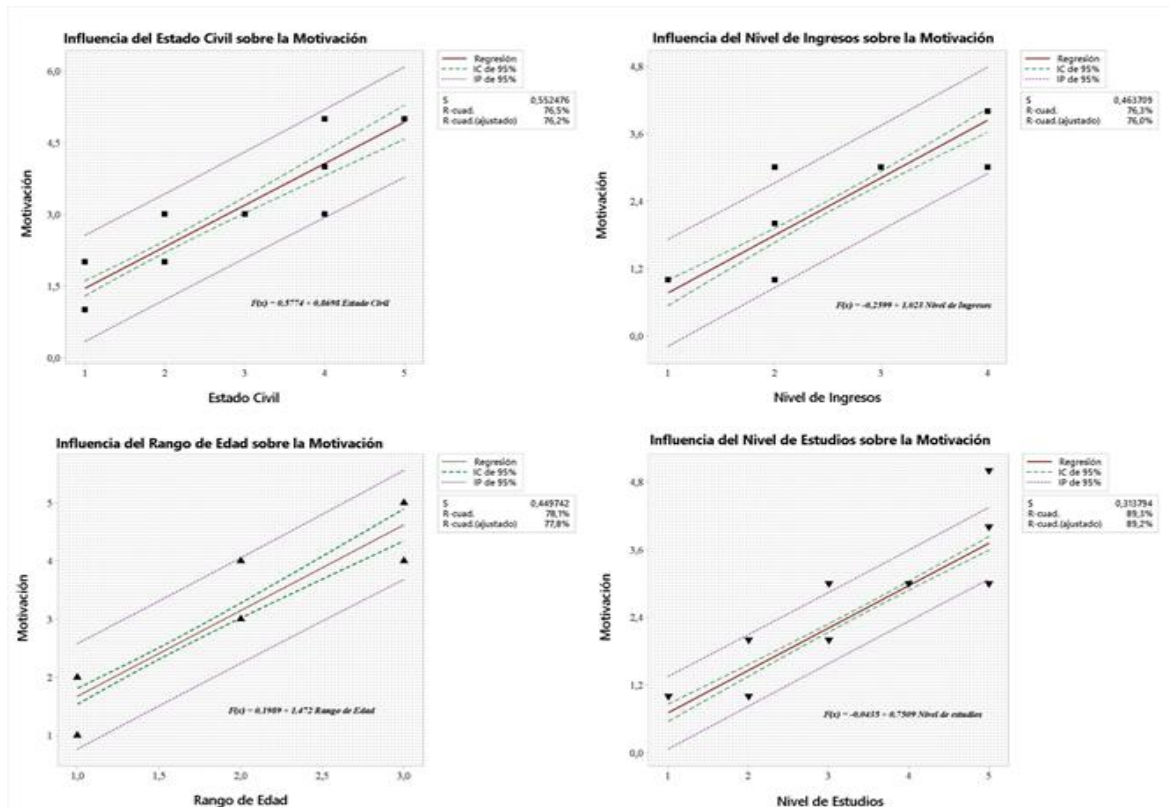 Influencia del Estado Civil sobre la Motivación
Regresión
IC de 95%
IP de 95%
S 0,552476
R-cuad. 76,5%
R-cuad.(ajustado) 76,2%
6,0
4,5
3,0
1,5
0,0
Motivación
F(x) = 0,5774 + 0,8698 Estado Civil
1 2 3 4 5
Estado Civil
Influencia del Nivel de Ingresos sobre la Motivación
Regresión
IC de 95%
IP de 95%
S 0,463709
R-cuad. 76,3%
R-cuad.(ajustado) 76,0%
4,8
3,6
2,4
1,2
0,0
Motivación
F(x) = -0,2599 + 1,023 Nivel de Ingresos
1 2 3 4
Nivel de Ingresos
Influencia del Rango de Edad sobre la Motivación
Regresión
IC de 95%
IP de 95%
S 0,449742
R-cuad. 78,1%
R-cuad.(ajustado) 77,8%
5
4
3
2
1
Motivación
F(x) = 0,1989 + 1,472 Rango de Edad
1,0 1,5 2,0 2,5 3,0
Rango de Edad
Influencia del Nivel de Estudios sobre la Motivación
Regresión
IC de 95%
IP de 95%
S 0,313794
R-cuad. 89,3%
R-cuad.(ajustado) 89,2%
4,8
3,6
2,4
1,2
0,0
Motivación
F(x) = -0,0435 + 0,7509 Nivel de estudios
1 2 3 4 5
Nivel de Estudios